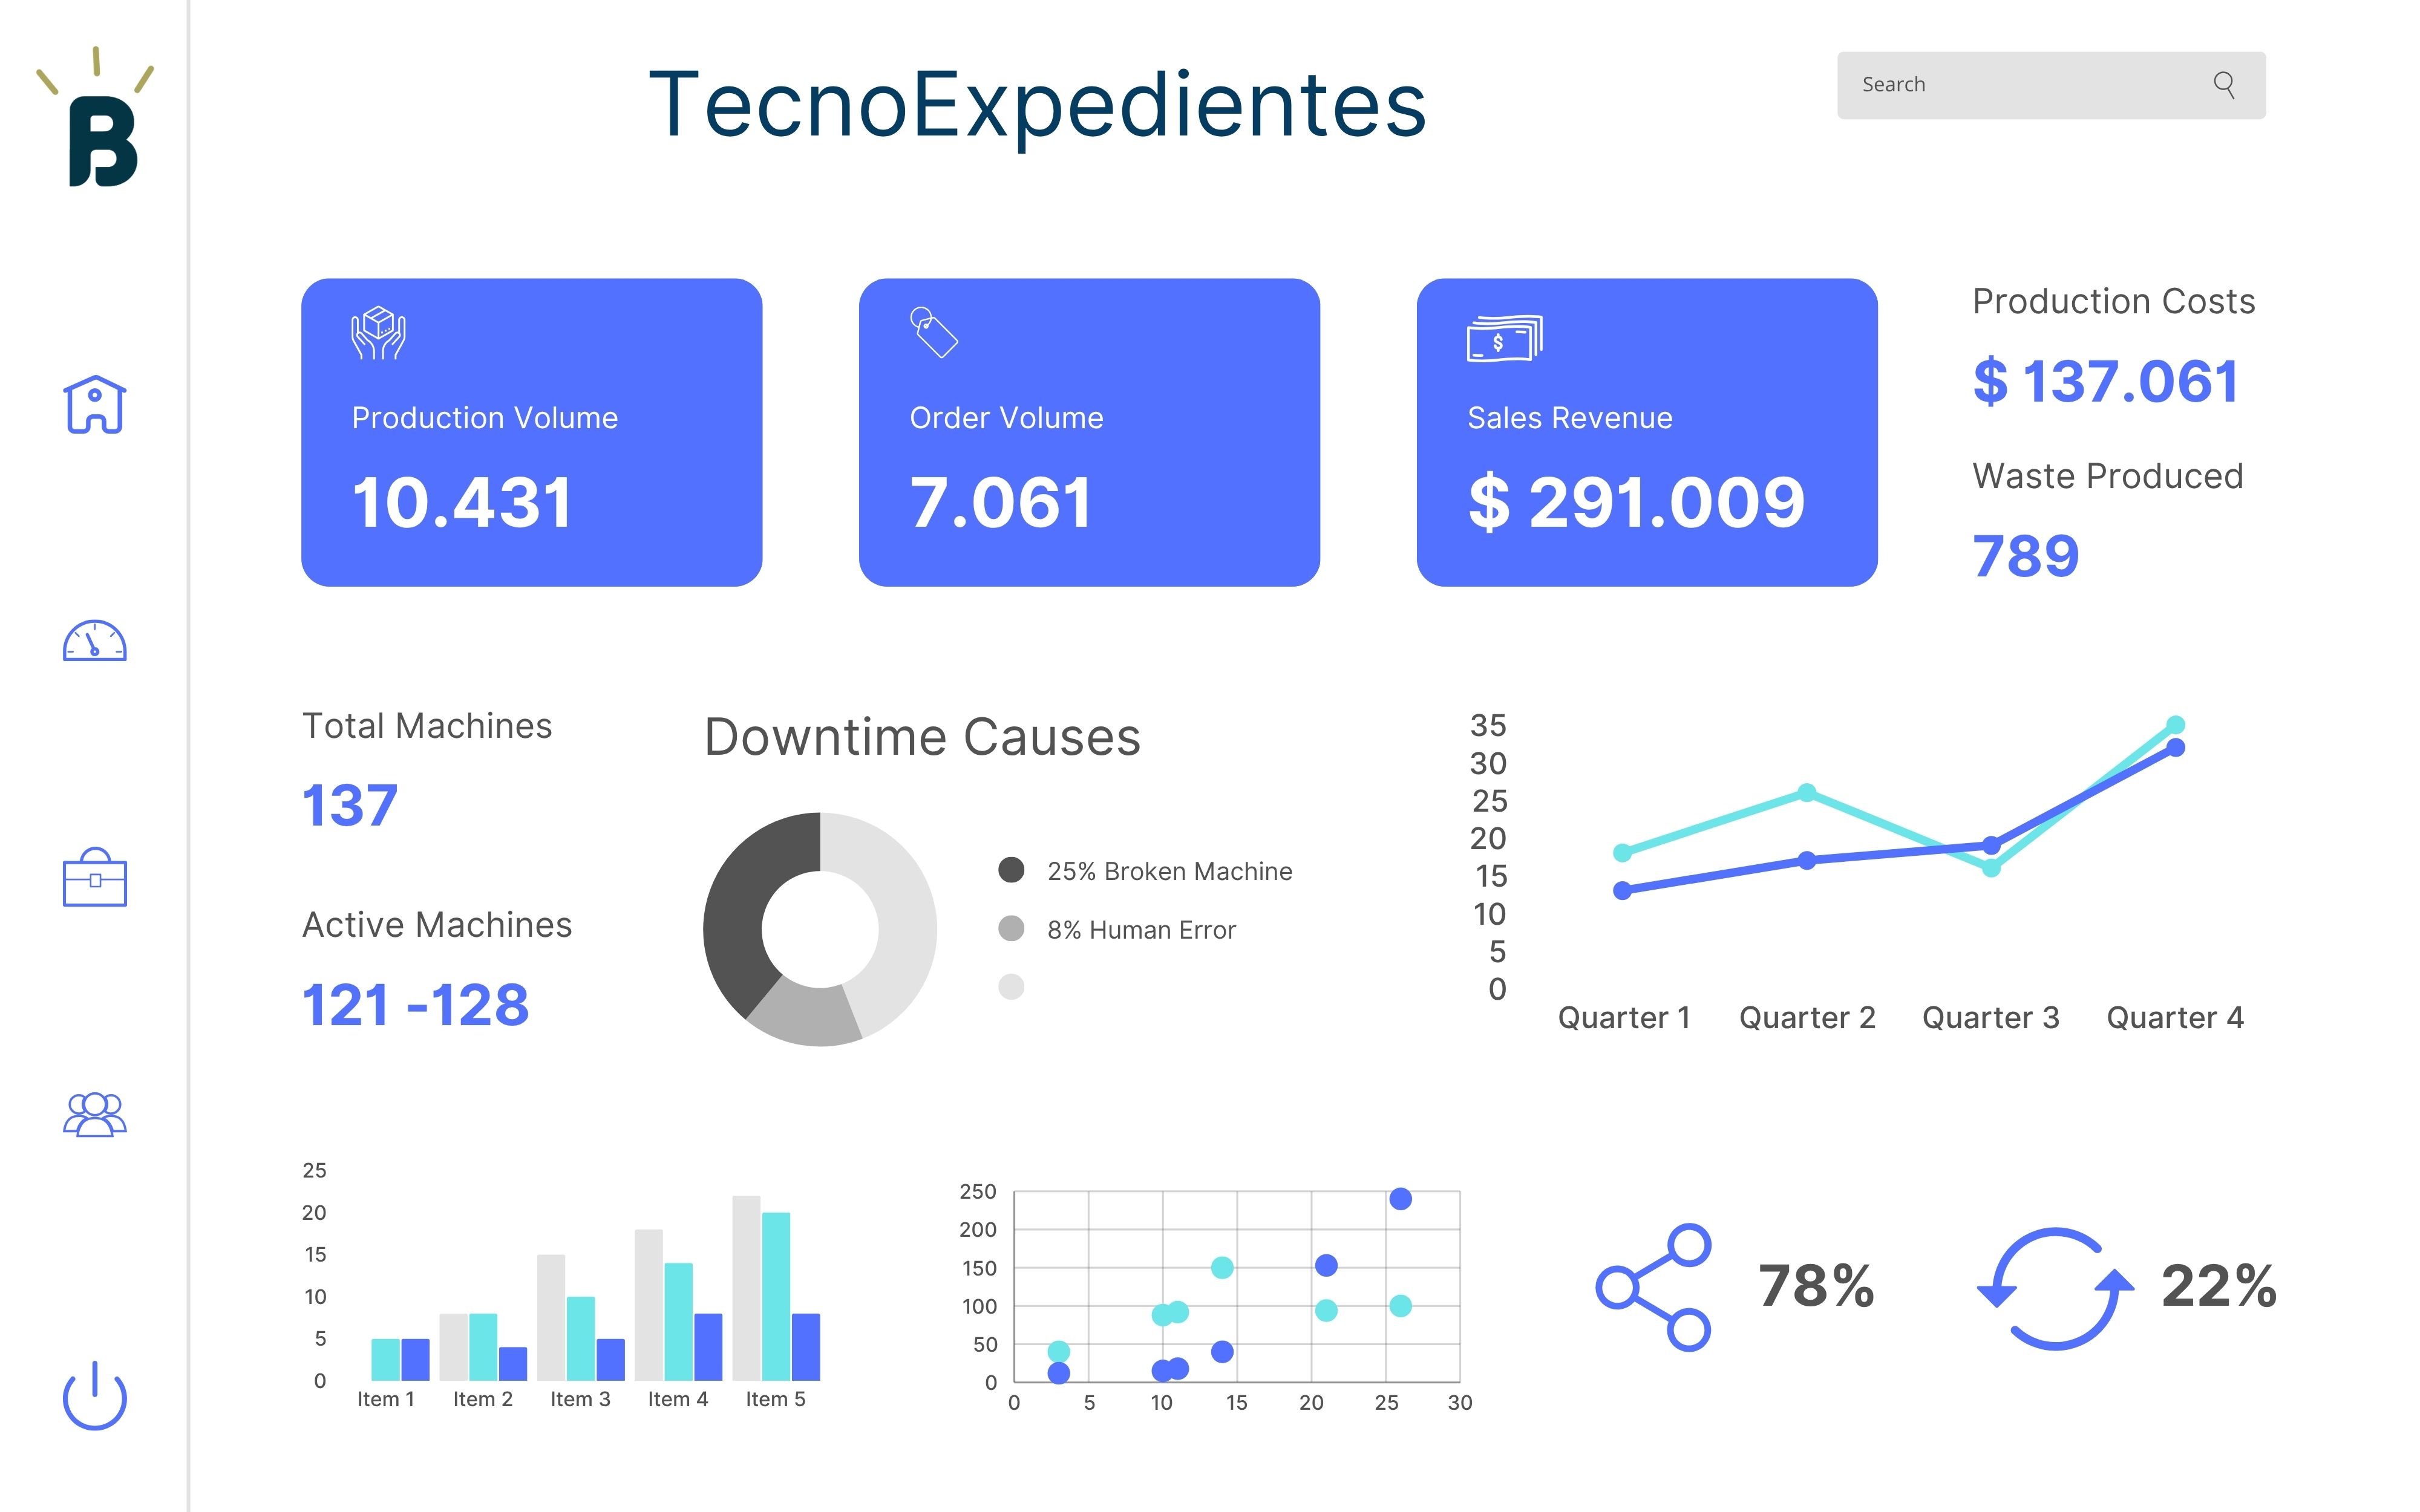 B
TecnoExpedientes
Search
Production Volume
10.431
Order Volume
7.061
$
Sales Revenue
$ 291.009
Production Costs
$ 137.061
Waste Produced
789
Total Machines
137
Active Machines
121 -128
Downtime Causes
25% Broken Machine
8% Human Error
35
30
25
20
15
10
5
0
Quarter 1 Quarter 2 Quarter 3 Quarter 4
25
20
15
10
5
0
Item 1 Item 2 Item 3 Item 4 Item 5
250
200
150
100
50
0
0 5 10 15 20 25 30
78%
22%